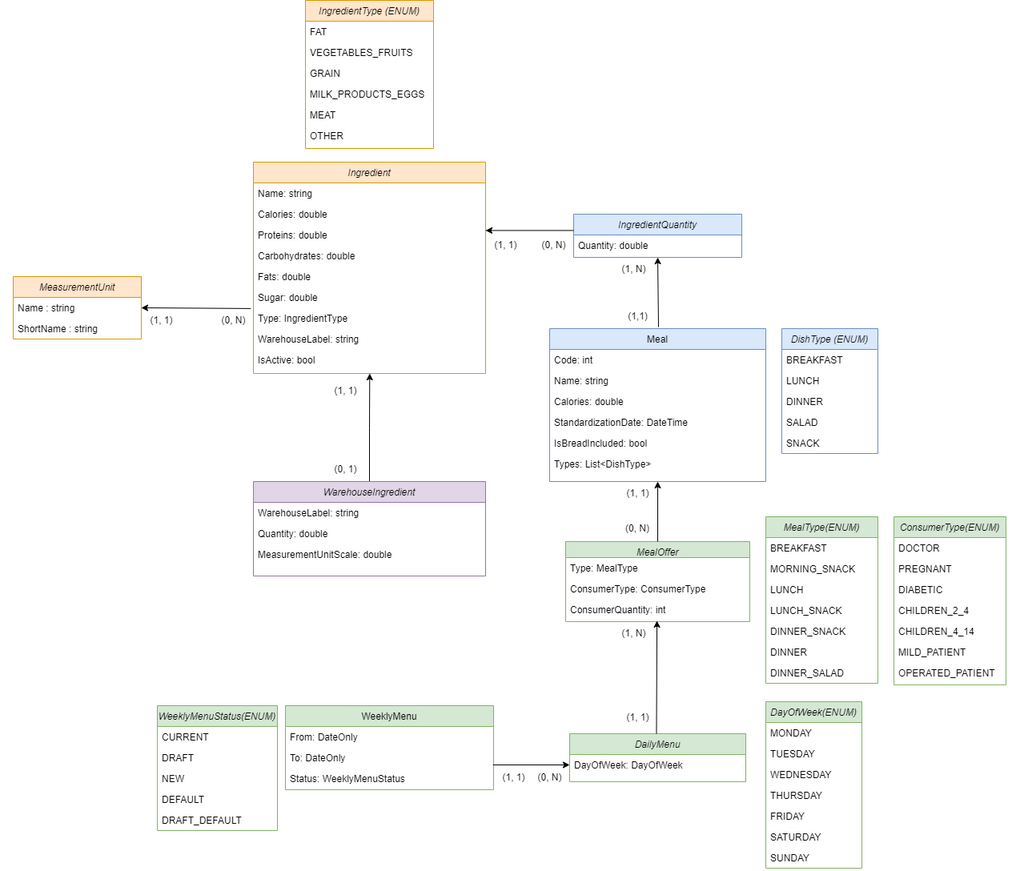 IngredientType (ENUM)
FAT
VEGETABLES_FRUITS
GRAIN
MILK_PRODUCTS_EGGS
MEAT
OTHER
Ingredient
Name: string
Calories: double
Proteins: double
Carbohydrates: double
Fats: double
Sugar: double
Type: IngredientType
WarehouseLabel: string
IsActive: bool
IngredientQuantity
Quantity: double
(1, 1)
(0, N)
(1, N)
(1,1)
MeasurementUnit
Name : string
ShortName : string
(1, 1)
(0, N)
Meal
Code: int
Name: string
Calories: double
StandardizationDate: DateTime
IsBreadIncluded: bool
Types: List<DishType>
DishType (ENUM)
BREAKFAST
LUNCH
DINNER
SALAD
SNACK
(1, 1)
(0, 1)
WarehouseIngredient
WarehouseLabel: string
Quantity: double
MeasurementUnitScale: double
(1, 1)
(0, N)
MealOffer
Type: MealType
ConsumerType: ConsumerType
ConsumerQuantity: int
MealType(ENUM)
BREAKFAST
MORNING_SNACK
LUNCH
LUNCH_SNACK
DINNER_SNACK
DINNER
DINNER_SALAD
ConsumerType(ENUM)
DOCTOR
PREGNANT
DIABETIC
CHILDREN_2_4
CHILDREN_4_14
MILD_PATIENT
OPERATED_PATIENT
(1, N)
(1, 1)
WeeklyMenuStatus(ENUM)
CURRENT
DRAFT
NEW
DEFAULT
DRAFT_DEFAULT
WeeklyMenu
From: DateOnly
To: DateOnly
Status: WeeklyMenuStatus
(1, 1)
(0, N)
DailyMenu
DayOfWeek: DayOfWeek
DayOfWeek(ENUM)
MONDAY
TUESDAY
WEDNESDAY
THURSDAY
FRIDAY
SATURDAY
SUNDAY